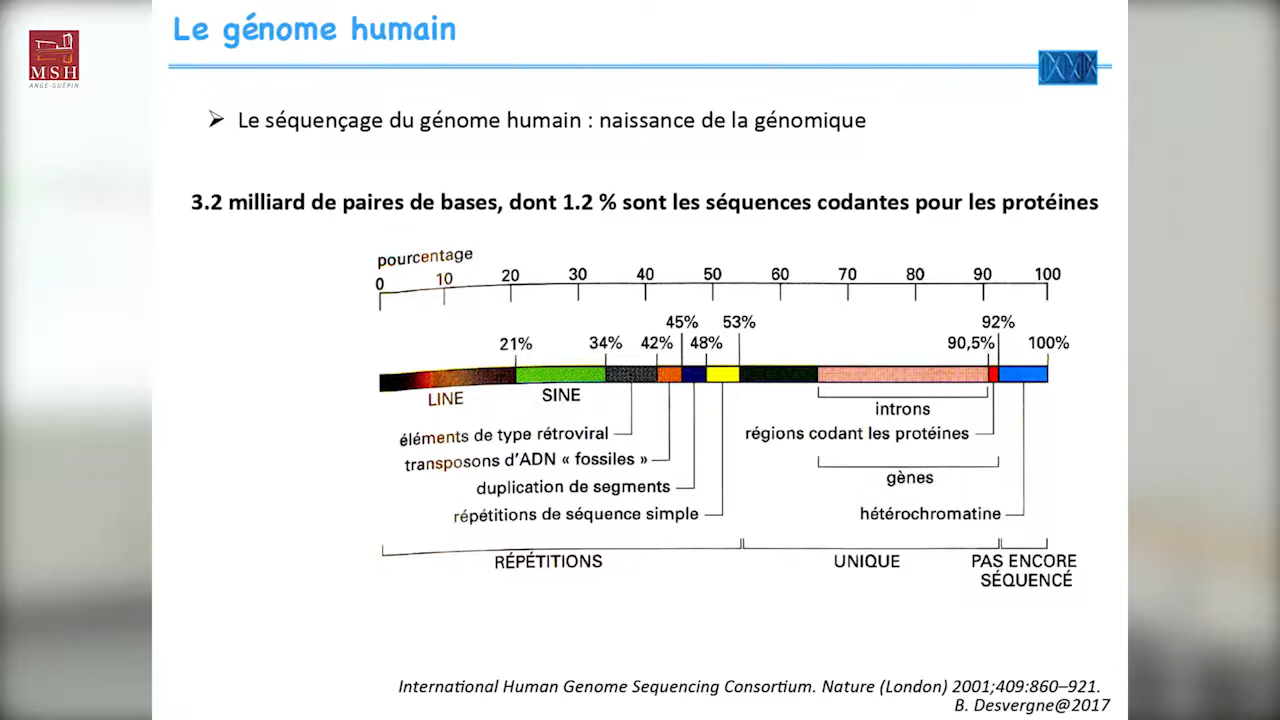 Le génome humain
MSH
ANGE-GUÉPIN
Le séquençage du génome humain : naissance de la génomique
3.2 milliard de paires de bases, dont 1.2 % sont les séquences codantes pour les protéines
pourcentage
0 10 20 30 40 50 60 70 80 90 100
45% 53% 92%
21% 34% 42% 48% 90,5% 100%
LINE SINE
introns
éléments de type rétroviral
régions codant les protéines
transposons d'ADN « fossiles »
gènes
duplication de segments
répétitions de séquence simple
hétérochromatine
RÉPÉTITIONS UNIQUE PAS ENCORE
SÉQUENCÉ
International Human Genome Sequencing Consortium. Nature (London) 2001;409:860–921.
B. Desvergne@2017